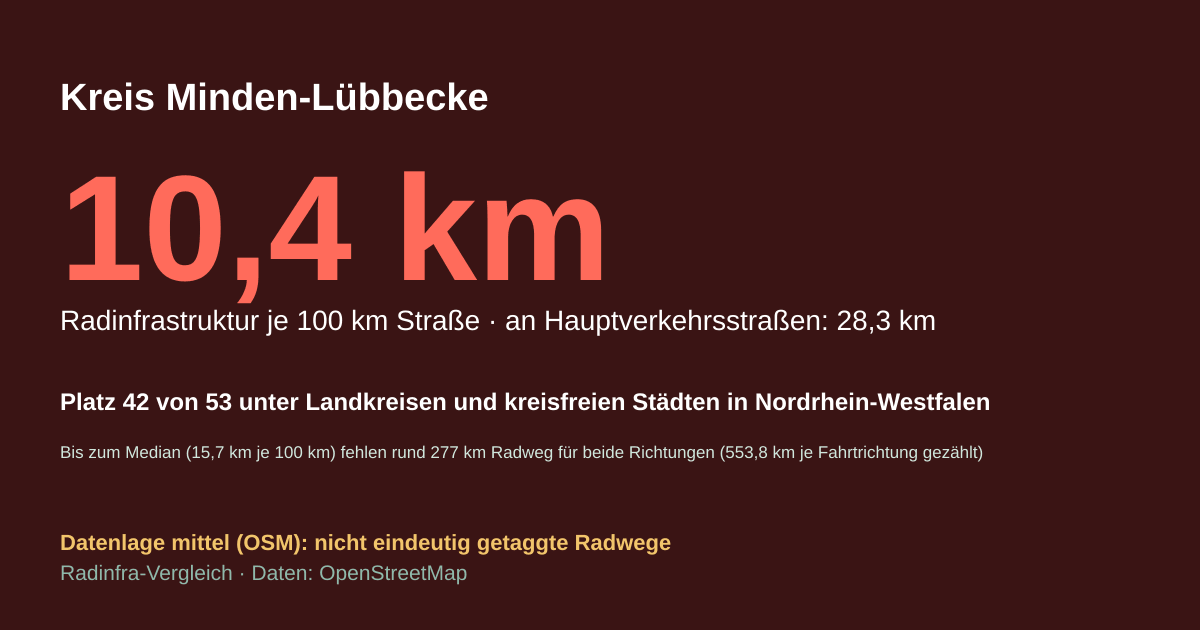 Kreis Minden-Lübbecke
10,4 km
Radinfrastruktur je 100 km Straße · an Hauptverkehrsstraßen: 28,3 km
Platz 42 von 53 unter Landkreisen und kreisfreien Städten in Nordrhein-Westfalen
Bis zum Median (15,7 km je 100 km) fehlen rund 277 km Radweg für beide Richtungen (553,8 km je Fahrtrichtung gezählt)
Datenlage mittel (OSM): nicht eindeutig getaggte Radwege
Radinfra-Vergleich · Daten: OpenStreetMap